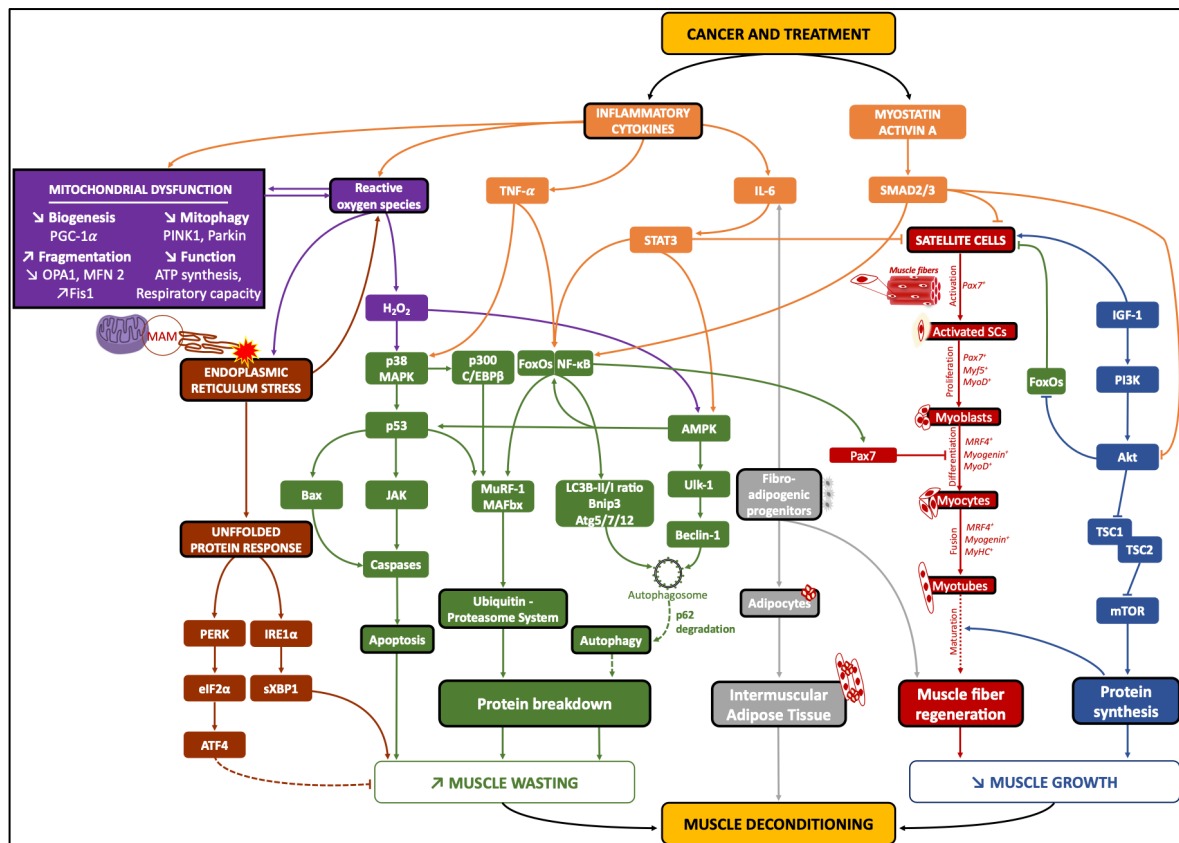 CANCER AND TREATMENT
INFLAMMATORY
CYTOKINES
MYOSTATIN
ACTIVIN A
MITOCHONDRIAL DYSFUNCTION
↘ Biogenesis
PGC-1α
↗ Fragmentation
↘ OPA1, MFN 2
↗Fis1
↘ Mitophagy
PINK1, Parkin
↘ Function
ATP synthesis,
Respiratory capacity
Reactive
oxygen species
TNF-α
IL-6
SMAD2/3
STAT3
SATELLITE CELLS
Muscle fibers
Activation
Pax7⁺
H₂O₂
IGF-1
MAM
Activated SCs
ENDOPLASMIC
RETICULUM STRESS
p38
MAPK
p300
C/EBPβ
FoxOs
NF-κB
Proliferation
Pax7⁺
Myf5⁺
MyoD⁺
FoxOs
PI3K
p53
AMPK
Myoblasts
Pax7
Differentiation
MRF4⁺
Myogenin⁺
MyoD⁺
Akt
Bax
JAK
MuRF-1
MAFbx
LC3B-II/I ratio
Bnip3
Atg5/7/12
Ulk-1
Fibro-
adipogenic
progenitors
Myocytes
UNFFOLDED
PROTEIN RESPONSE
Beclin-1
Fusion
MRF4⁺
Myogenin⁺
MyHC⁺
TSC1
TSC2
Caspases
Autophagosome
Myotubes
Ubiquitin -
Proteasome System
p62
degradation
Adipocytes
mTOR
PERK
IRE1α
Apoptosis
Autophagy
Maturation
eIF2α
sXBP1
Protein breakdown
Intermuscular
Adipose Tissue
Muscle fiber
regeneration
Protein
synthesis
ATF4
↗ MUSCLE WASTING
↘ MUSCLE GROWTH
MUSCLE DECONDITIONING